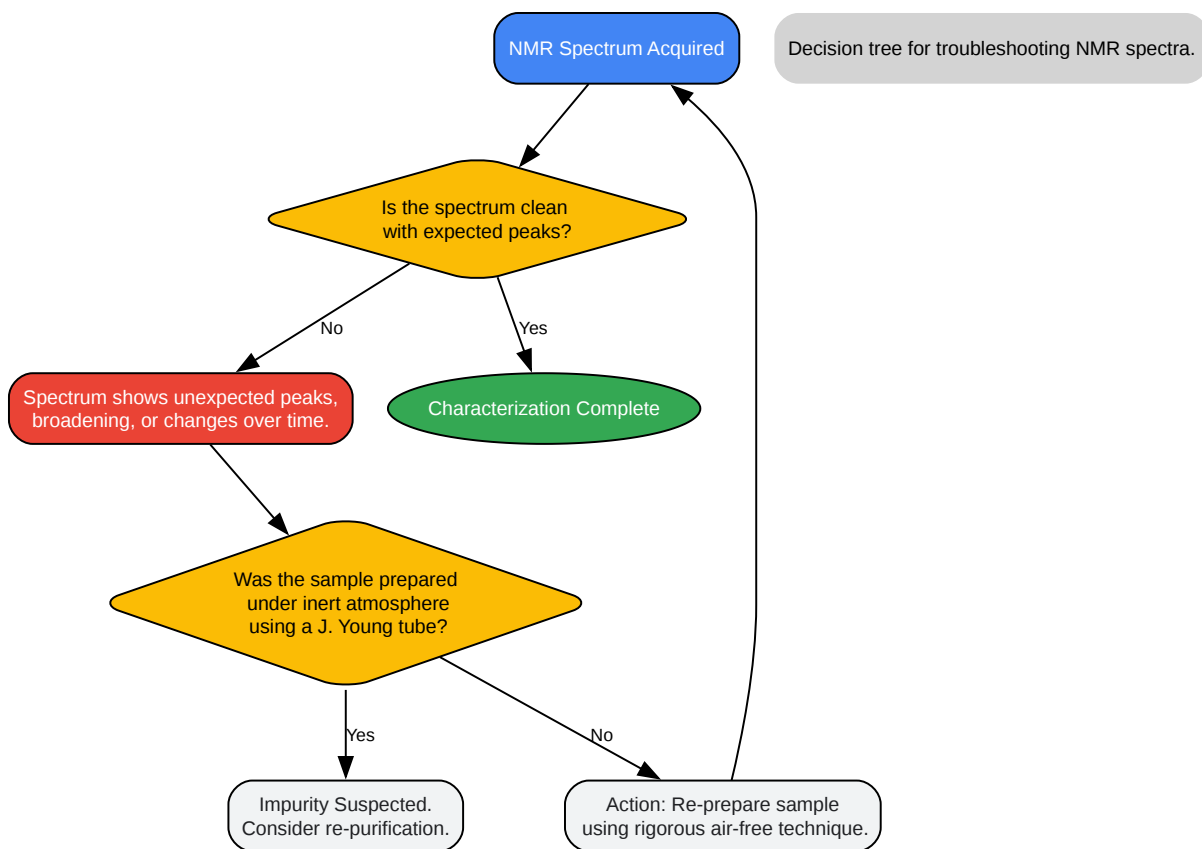 NMR Spectrum Acquired
Decision tree for troubleshooting NMR spectra.
Is the spectrum clean
with expected peaks?
No
Yes
Spectrum shows unexpected peaks,
broadening, or changes over time.
Characterization Complete
Was the sample prepared
under inert atmosphere
using a J. Young tube?
Yes
No
Impurity Suspected.
Consider re-purification.
Action: Re-prepare sample
using rigorous air-free technique.